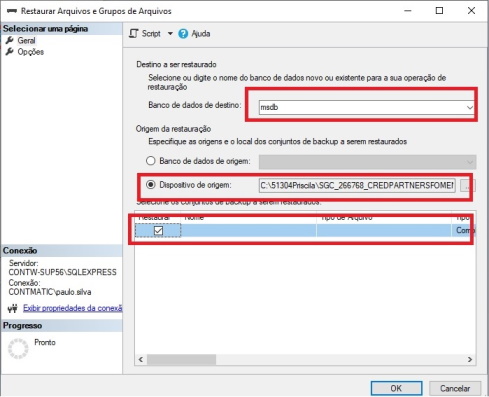 Restaurar Arquivos e Grupos de Arquivos
Selecionar uma página
Geral
Opções
Script
Ajuda
Destino a ser restaurado
Selecione ou digite o nome do banco de dados novo ou existente para a sua operação de
restauração
Banco de dados de destino:
msdb
Origem da restauração
Especifique as origens e o local dos conjuntos de backup a serem restaurados
Banco de dados de origem:
Dispositivo de origem:
C:\51304Priscila\SGC_266768_CREDPARTNERSFOMEN
...
Selecione os conjuntos de backup a serem restaurados:
Restaurar Nome Tipo de Arquivo Tipo
Comp
Conexão
Servidor:
CONTW-SUP56\SQLEXPRESS
Conexão:
CONTMATIC\paulo.silva
Exibir propriedades da conexã
Progresso
Pronto
OK
Cancelar